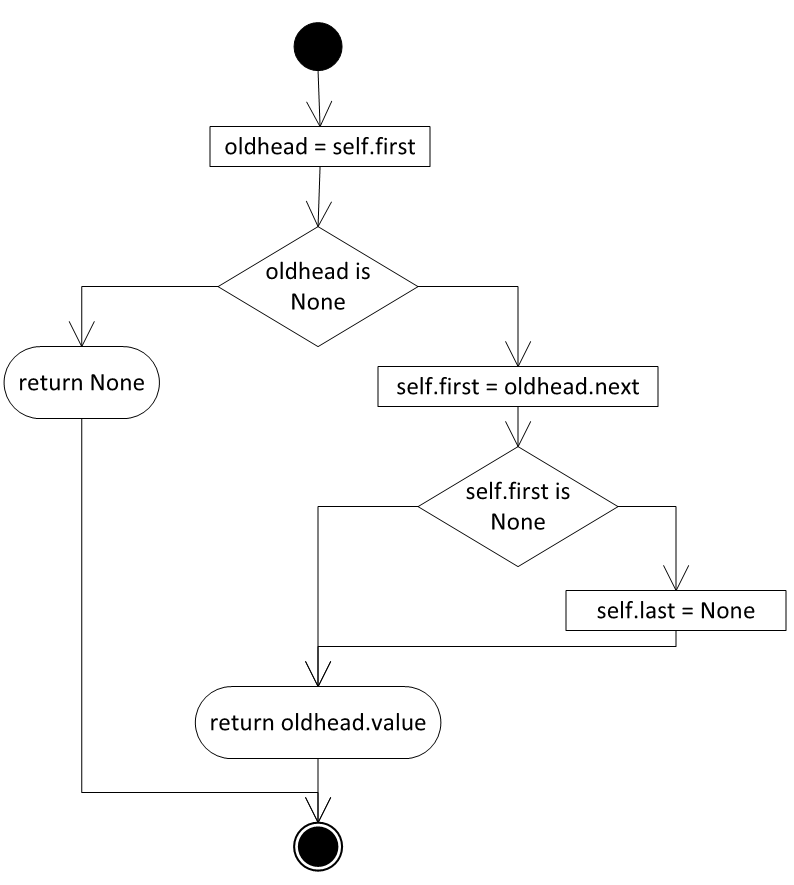 oldhead = self.first
oldhead is
None
return None
self.first = oldhead.next
self.first is
None
self.last = None
return oldhead.value